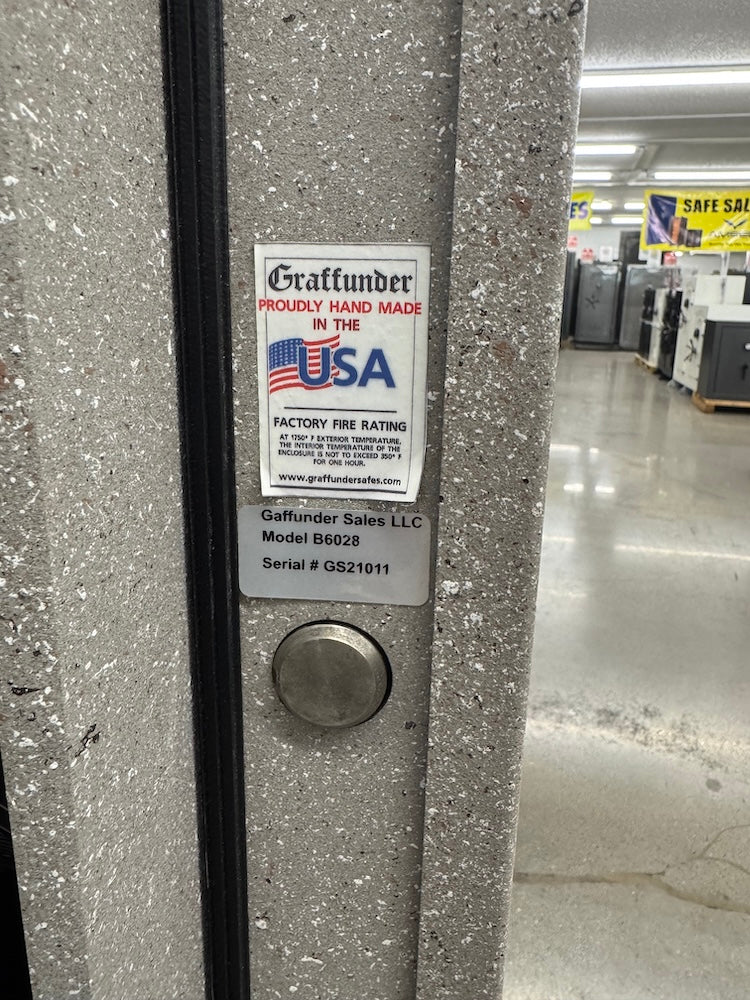 Graffunder
PROUDLY HAND MADE
IN THE
USA
FACTORY FIRE RATING
AT 1750° F EXTERIOR TEMPERATURE,
THE INTERIOR TEMPERATURE OF THE
ENCLOSURE IS NOT TO EXCEED 350° F
FOR ONE HOUR.
www.graffundersafes.com
Gaffunder Sales LLC
Model B6028
Serial # GS21011
ES
SAFE SAL